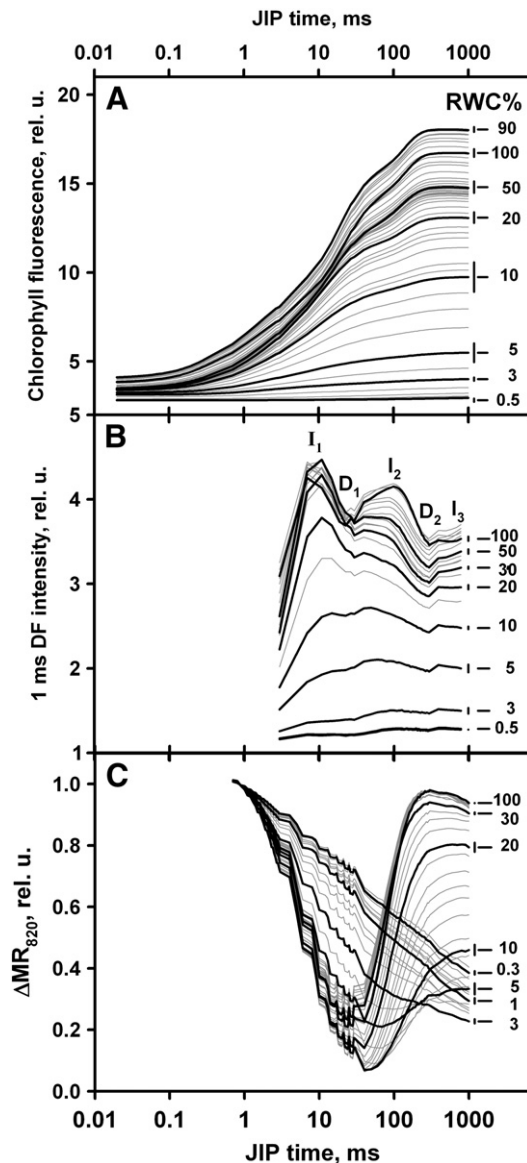 JIP time, ms
0.01 0.1 1 10 100 1000
A
RWC%
Chlorophyll fluorescence, rel. u.
20
15
10
5
90
100
50
20
10
5
3
0.5
B
1 ms DF intensity, rel. u.
5
4
3
2
1
I1
D1
I2
D2
I3
100
50
30
20
10
5
3
0.5
C
ΔMR820, rel. u.
1.0
0.8
0.6
0.4
0.2
0.0
100
30
20
10
0.3
5
1
3
0.01 0.1 1 10 100 1000
JIP time, ms